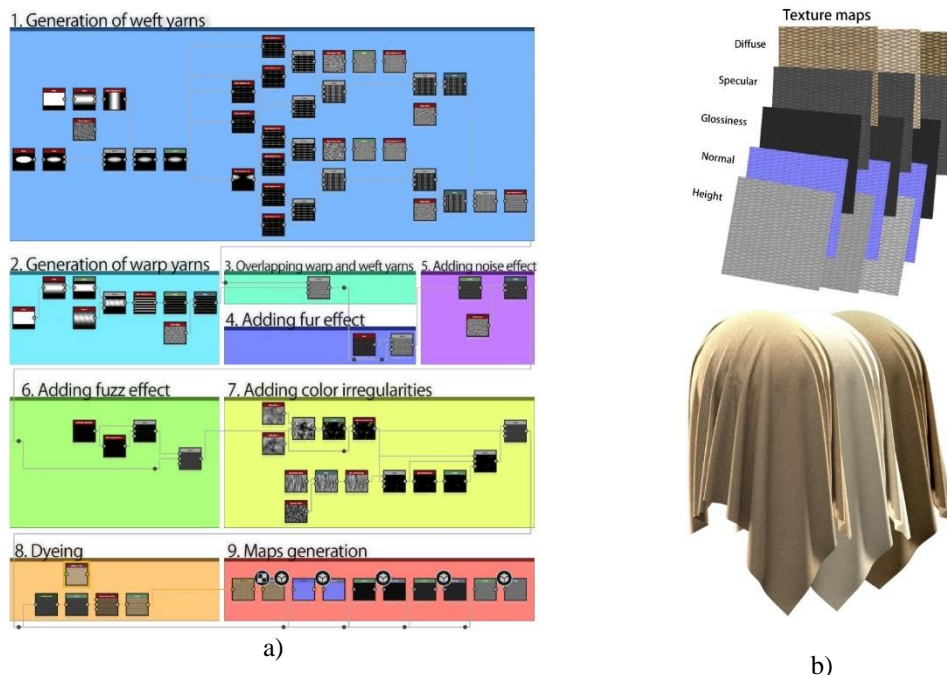 1. Generation of weft yarns
2. Generation of warp yarns
3. Overlapping warp and weft yarns
4. Adding fur effect
5. Adding noise effect
6. Adding fuzz effect
7. Adding color irregularities
8. Dyeing
9. Maps generation
a)
Texture maps
Diffuse
Specular
Glossiness
Normal
Height
b)